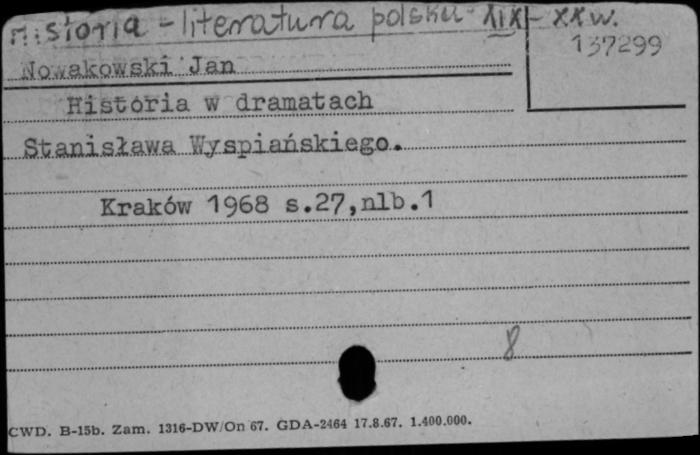 Historia - literatura polska XIX - XX w.
137299
Nowakowski Jan
Historia w dramatach
Stanisława Wyspiańskiego.
Kraków 1968 s.27,nlb.1
8
CWD. B-15b. Zam. 1316-DW/On 67. GDA-2464 17.8.67. 1.400.000.